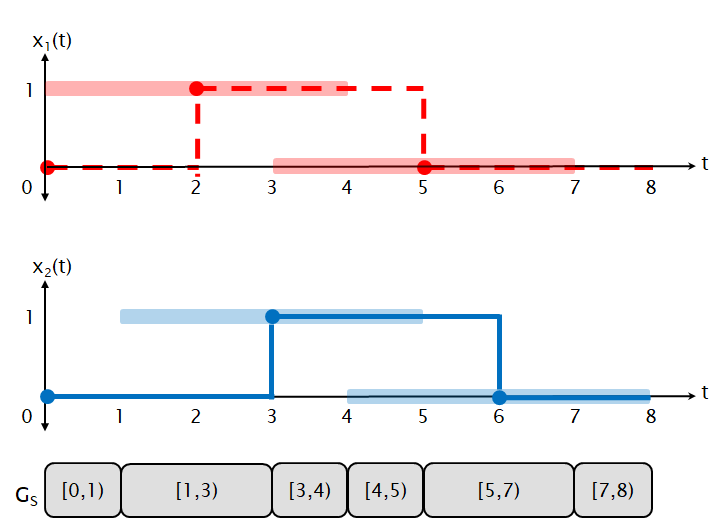 x₁(t)
1
t
0 1 2 3 4 5 6 7 8
x₂(t)
1
t
0 1 2 3 4 5 6 7 8
Gₛ [0,1) [1,3) [3,4) [4,5) [5,7) [7,8)